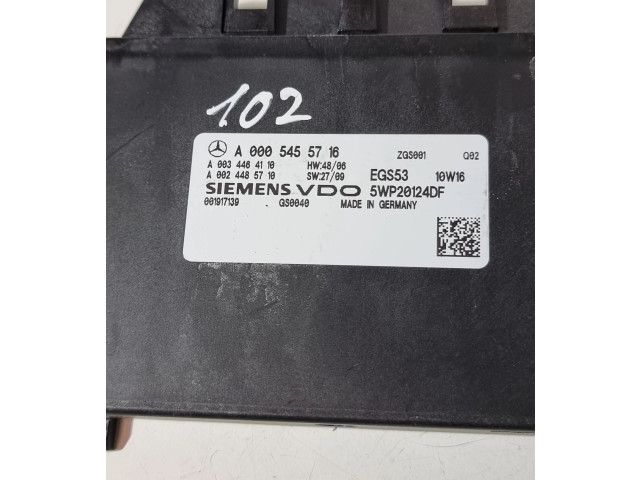 102
A 000 545 57 16 ZGS001 Q02
A 003 446 41 10 HW:48/06
A 002 448 57 10 SW:27/09 EGS53 10W16
SIEMENS VDO 5WP20124DF
001917139 .GS0040 MADE IN GERMANY